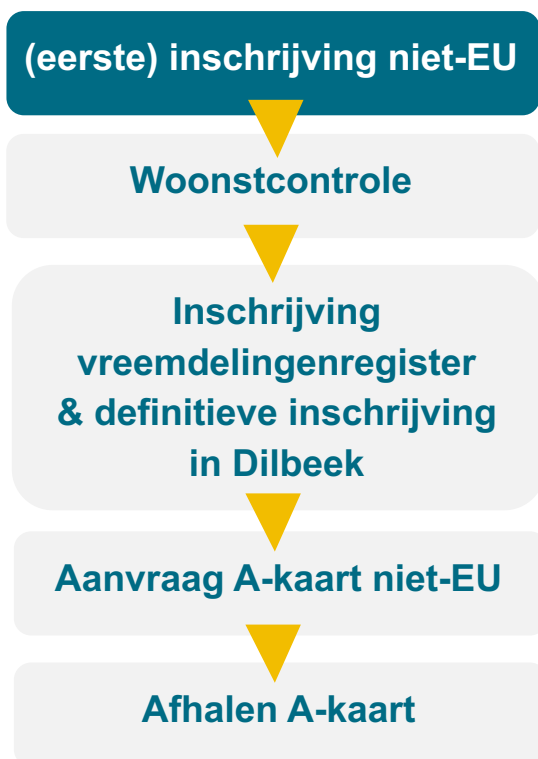 (eerste) inschrijving niet-EU
Woonstcontrole
Inschrijving
vreemdelingenregister
& definitieve inschrijving
in Dilbeek
Aanvraag A-kaart niet-EU
Afhalen A-kaart